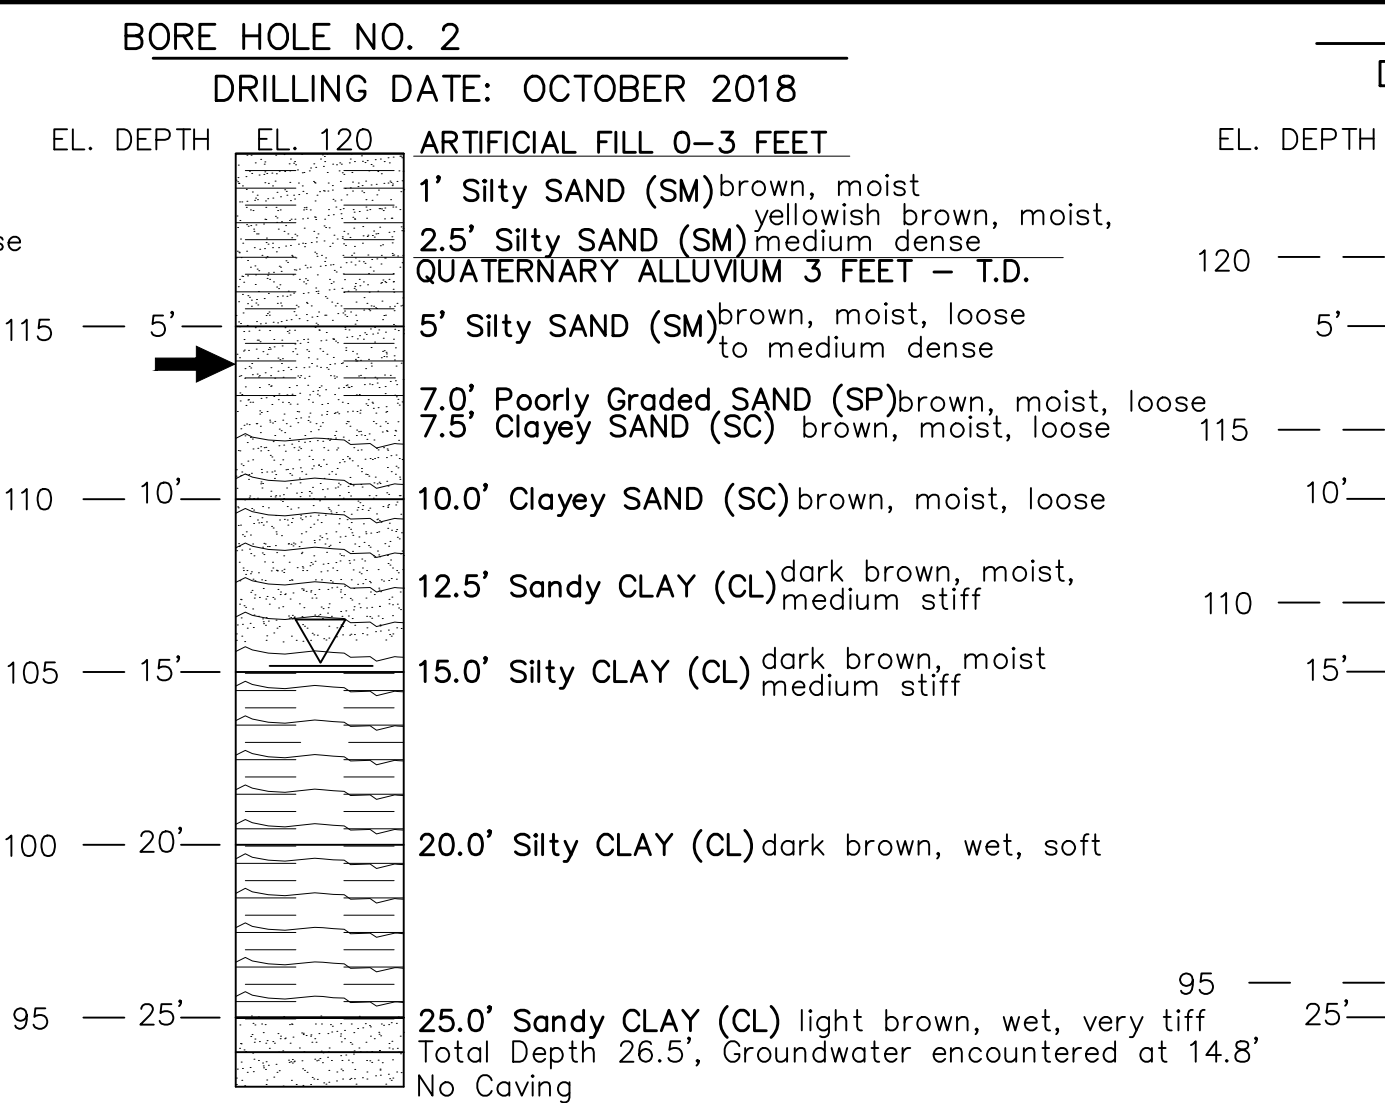 BORE HOLE NO. 2
DRILLING DATE: OCTOBER 2018
EL. DEPTH EL. 120 ARTIFICIAL FILL 0-3 FEET
1' Silty SAND (SM) brown, moist
2.5' Silty SAND (SM) yellowish brown, moist,
medium dense
QUATERNARY ALLUVIUM 3 FEET - T.D.
115 5' 5' Silty SAND (SM) brown, moist, loose
to medium dense
7.0' Poorly Graded SAND (SP) brown, moist, loose
7.5' Clayey SAND (SC) brown, moist, loose
110 10' 10.0' Clayey SAND (SC) brown, moist, loose
12.5' Sandy CLAY (CL) dark brown, moist,
medium stiff
105 15' 15.0' Silty CLAY (CL) dark brown, moist
medium stiff
100 20' 20.0' Silty CLAY (CL) dark brown, wet, soft
95 25' 25.0' Sandy CLAY (CL) light brown, wet, very tiff
Total Depth 26.5', Groundwater encountered at 14.8'
No Caving
EL. DEPTH
120
5'
115
10'
110
15'
95
25'